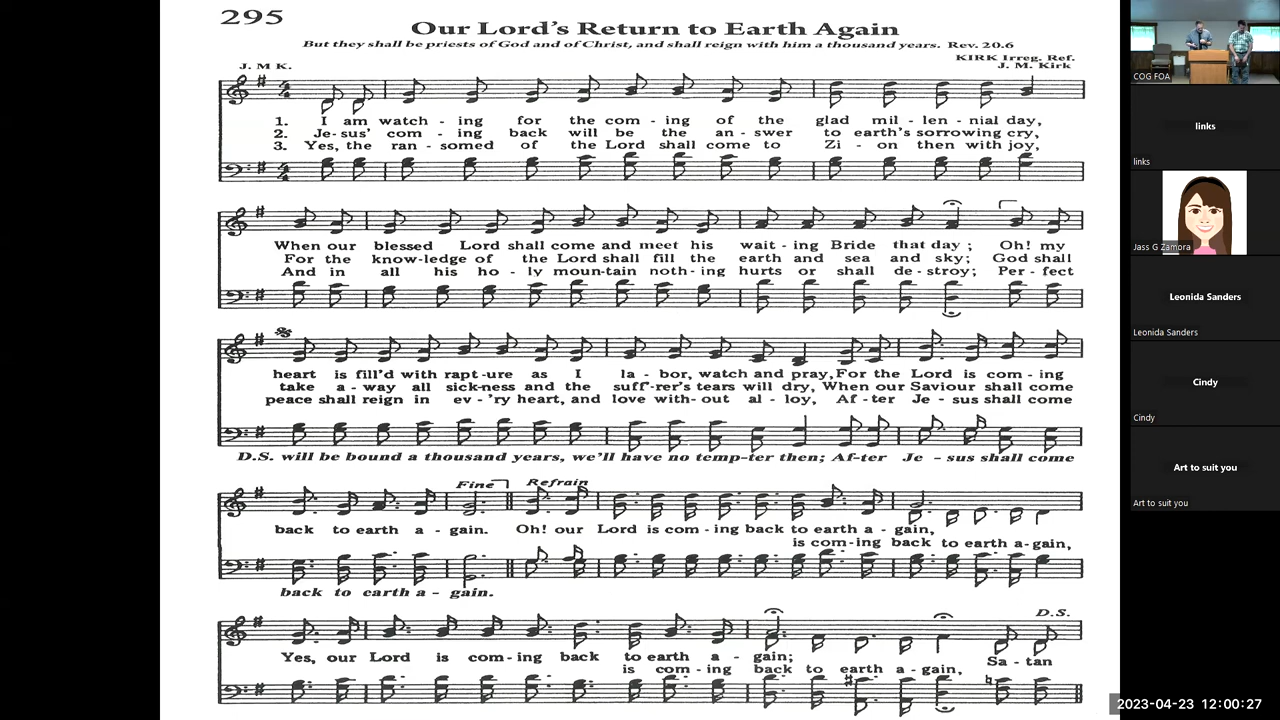 295
Our Lord's Return to Earth Again
But they shall be priests of God and of Christ, and shall reign with him a thousand years. Rev. 20.6
KIRK Irreg. Ref.
J. M K.
J. M. Kirk
1. I am watch - ing for the com - ing of the glad mil - len - nial day,
2. Je-sus' com - ing back will be the an - swer to earth's sorrowing cry,
3. Yes, the ran - somed of the Lord shall come to Zi - on then with joy,
When our blessed Lord shall come and meet his wait - ing Bride that day ; Oh! my
For the know-ledge of the Lord shall fill the earth and sea and sky; God shall
And in all his ho - ly moun-tain noth-ing hurts or shall de-stroy; Per-fect
heart is fill'd with rapt-ure as I la-bor, watch and pray, For the Lord is com - ing
take a-way all sick-ness and the suff-rer's tears will dry, When our Saviour shall come
peace shall reign in ev-'ry heart, and love with-out al-loy, Af-ter Je-sus shall come
D.S. will be bound a thousand years, we'll have no temp-ter then; Af-ter Je - sus shall come
Fine Refrain
back to earth a - gain. Oh! our Lord is com - ing back to earth a - gain,
is com-ing back to earth a-gain,
back to earth a - gain.
D.S.
Yes, our Lord is com-ing back to earth a - gain;
is com-ing back to earth a-gain, Sa-tan
COG FOA
links
links
Jass G Zamora
Leonida Sanders
Leonida Sanders
Cindy
Cindy
Art to suit you
Art to suit you
2023-04-23 12:00:27